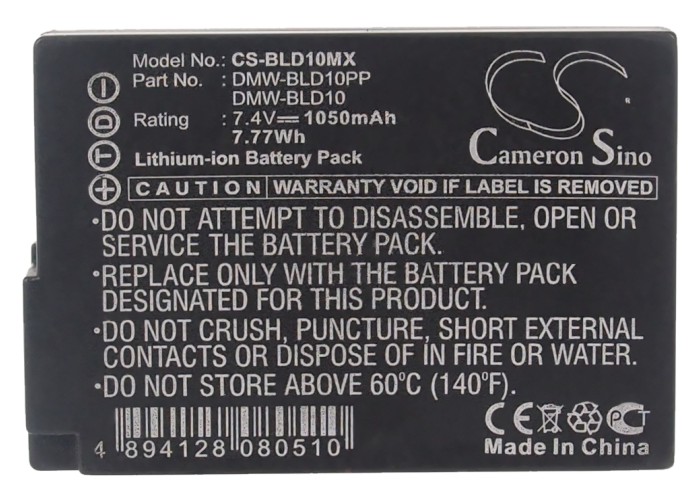 Model No.: CS-BLD10MX
Part No. : DMW-BLD10PP
DMW-BLD10
Rating : 7.4V 1050mAh
7.77Wh
Lithium-ion Battery Pack
CS
Cameron Sino
®
D
T
CAUTION WARRANTY VOID IF LABEL IS REMOVED
•DO NOT ATTEMPT TO DISASSEMBLE, OPEN OR
SERVICE THE BATTERY PACK.
•REPLACE ONLY WITH THE BATTERY PACK
DESIGNATED FOR THIS PRODUCT.
•DO NOT CRUSH, PUNCTURE, SHORT EXTERNAL
CONTACTS OR DISPOSE OF IN FIRE OR WATER.
•DO NOT STORE ABOVE 60°C (140°F).
4 894128 080510
CE PCT
Made In China